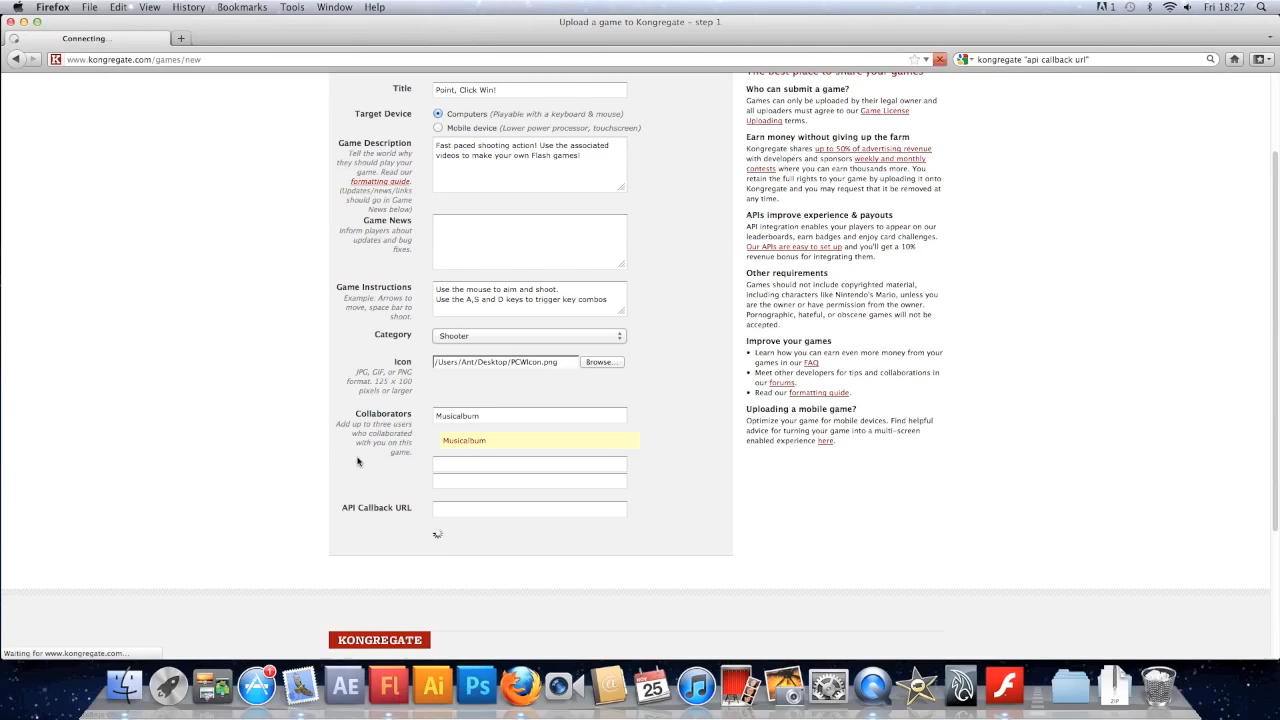 Firefox File Edit View History Bookmarks Tools Window Help
1 Fri 18:27
Upload a game to Kongregate - step 1
Connecting...
www.kongregate.com/games/new
kongregate "api callback url"
Title
Point, Click Win!
Target Device
Computers (Playable with a keyboard & mouse)
Mobile device (Lower power processor, touchscreen)
Game Description
Tell the world why
they should play your
game. Read our
formatting guide.
(Updates/news/links
should go in Game
News below)
Fast paced shooting action! Use the associated
videos to make your own Flash games!
Game News
Inform players about
updates and bug
fixes.
Game Instructions
Example: Arrows to
move, space bar to
shoot.
Use the mouse to aim and shoot.
Use the A,S and D keys to trigger key combos
Category
Shooter
Icon
JPG, GIF, or PNG
format. 125 x 100
pixels or larger
/Users/Ant/Desktop/PCWIcon.png
Browse...
Collaborators
Add up to three users
who collaborated
with you on this
game.
Musicalbum
Musicalbum
API Callback URL
The best place to share your games
Who can submit a game?
Games can only be uploaded by their legal owner and
all uploaders must agree to our Game License
Uploading terms.
Earn money without giving up the farm
Kongregate shares up to 50% of advertising revenue
with developers and sponsors weekly and monthly
contests where you can earn thousands more. You
retain the full rights to your game by uploading it onto
Kongregate and you may request that it be removed at
any time.
APIs improve experience & payouts
API integration enables your players to appear on our
leaderboards, earn badges and enjoy card challenges.
Our APIs are easy to set up and you'll get a 10%
revenue bonus for integrating them.
Other requirements
Games should not include copyrighted material,
including characters like Nintendo's Mario, unless you
are the owner or have permission from the owner.
Pornographic, hateful, or obscene games will not be
accepted.
Improve your games
• Learn how you can earn even more money from your
games in our FAQ
• Meet other developers for tips and collaborations in
our forums.
• Read our formatting guide.
Uploading a mobile game?
Optimize your game for mobile devices. Find helpful
advice for turning your game into a multi-screen
enabled experience here.
KONGREGATE
Waiting for www.kongregate.com...
1
AE Fl Ai Ps
25
ZIP